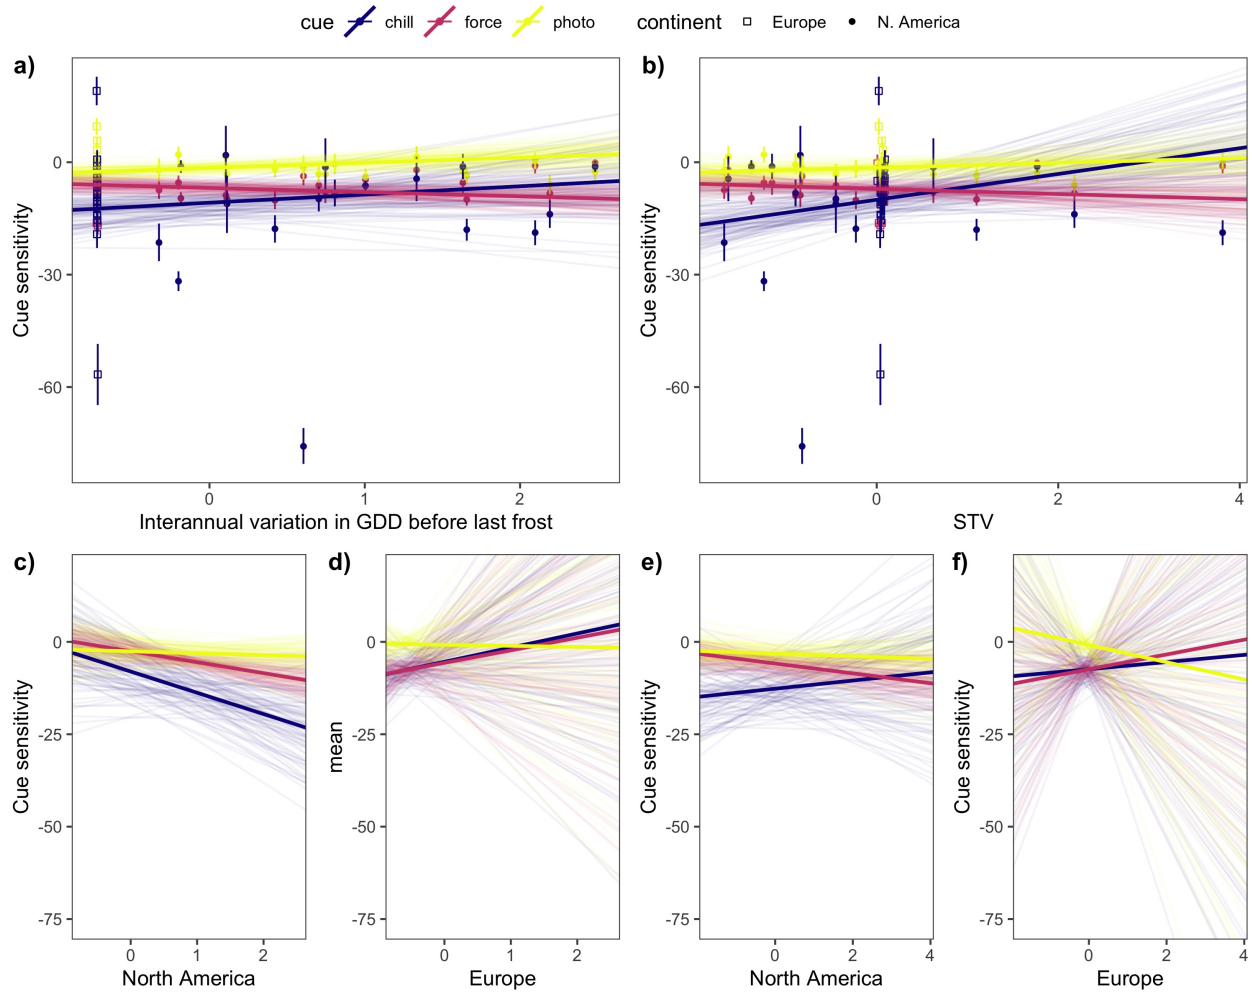 cue chill force photo continent Europe N. America
a)
Cue sensitivity
0
-30
-60
0 1 2
Interannual variation in GDD before last frost
b)
Cue sensitivity
0
-30
-60
0 2 4
STV
c)
Cue sensitivity
0
-25
-50
-75
0 1 2
North America
d)
mean
0
-25
-50
-75
0 1 2
Europe
e)
Cue sensitivity
0
-25
-50
-75
0 2 4
North America
f)
Cue sensitivity
0
-25
-50
-75
0 2 4
Europe